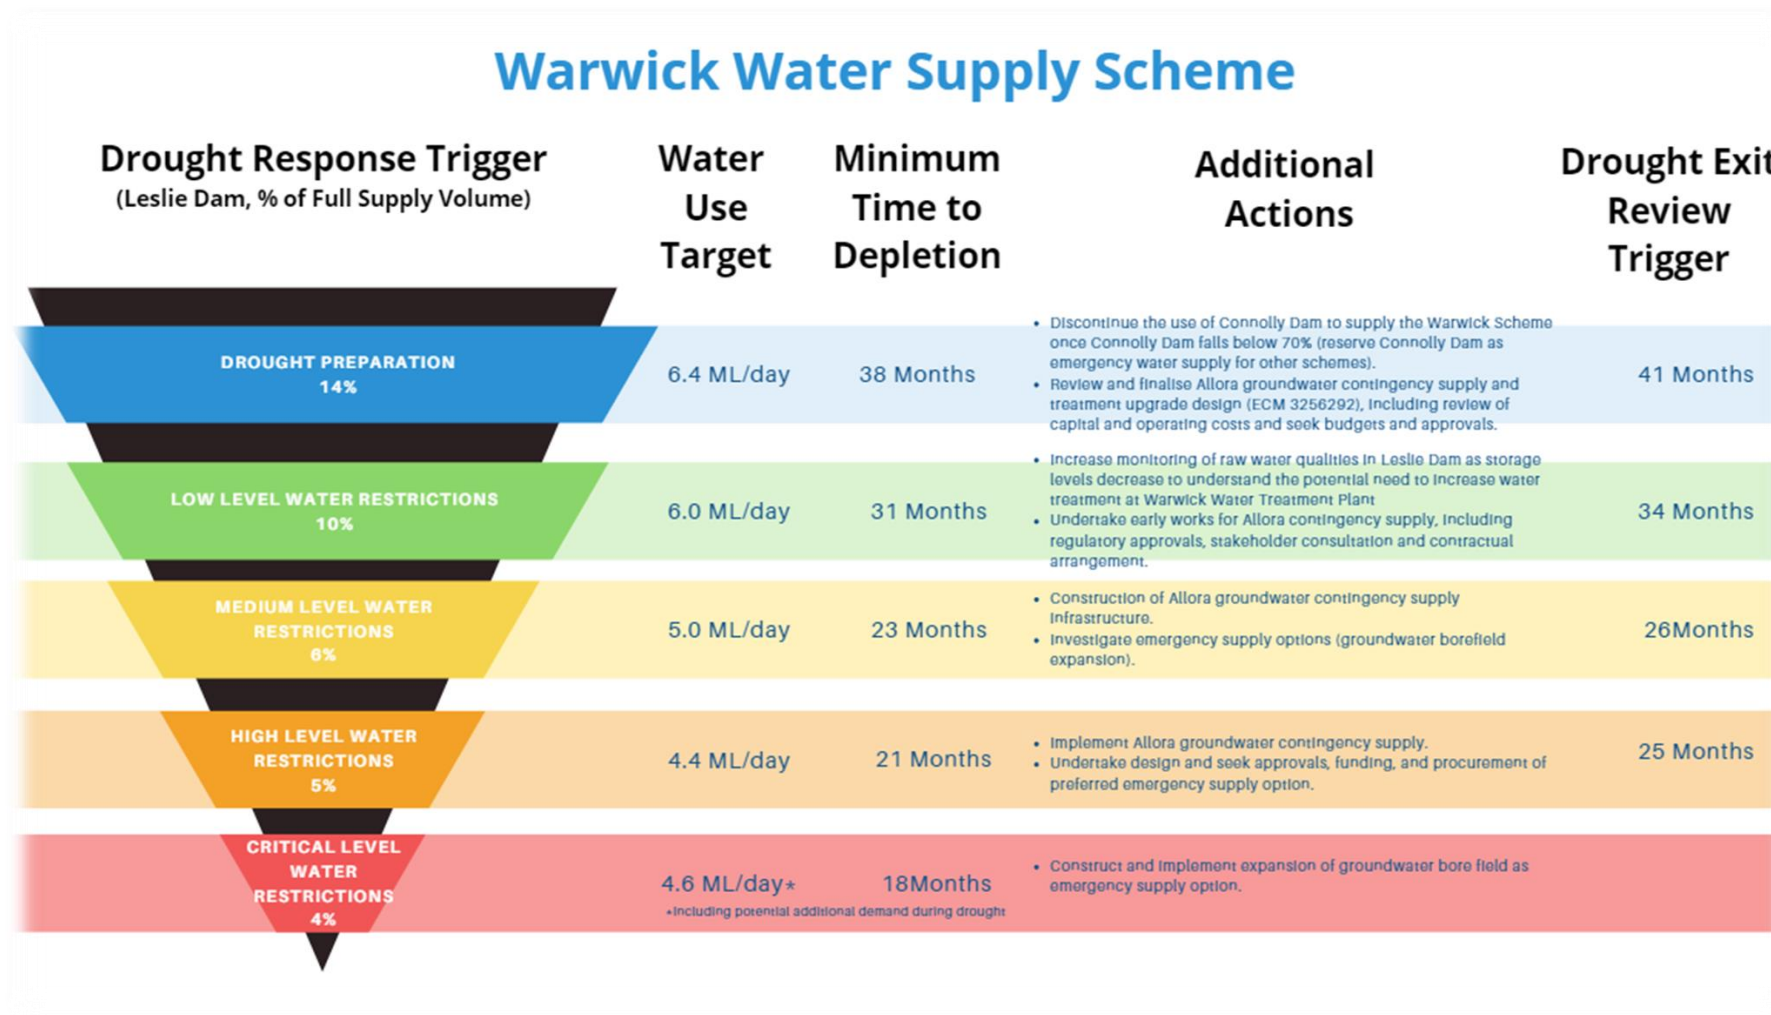 Warwick Water Supply Scheme
Drought Response Trigger
(Leslie Dam, % of Full Supply Volume)
Water
Use
Target
Minimum
Time to
Depletion
Additional
Actions
Drought Exit
Review
Trigger
DROUGHT PREPARATION
14%
6.4 ML/day
38 Months
• Discontinue the use of Connolly Dam to supply the Warwick Scheme
once Connolly Dam falls below 70% (reserve Connolly Dam as
emergency water supply for other schemes).
• Review and finalise Allora groundwater contingency supply and
treatment upgrade design (ECM 3256292), including review of
capital and operating costs and seek budgets and approvals.
41 Months
LOW LEVEL WATER RESTRICTIONS
10%
6.0 ML/day
31 Months
• Increase monitoring of raw water qualities in Leslie Dam as storage
levels decrease to understand the potential need to increase water
treatment at Warwick Water Treatment Plant
• Undertake early works for Allora contingency supply, including
regulatory approvals, stakeholder consultation and contractual
arrangement.
34 Months
MEDIUM LEVEL WATER
RESTRICTIONS
6%
5.0 ML/day
23 Months
• Construction of Allora groundwater contingency supply
infrastructure.
• Investigate emergency supply options (groundwater borefield
expansion).
26Months
HIGH LEVEL WATER
RESTRICTIONS
5%
4.4 ML/day
21 Months
• Implement Allora groundwater contingency supply.
• Undertake design and seek approvals, funding, and procurement of
preferred emergency supply option.
25 Months
CRITICAL LEVEL
WATER
RESTRICTIONS
4%
4.6 ML/day*
18Months
*Including potential additional demand during drought
• Construct and implement expansion of groundwater bore field as
emergency supply option.